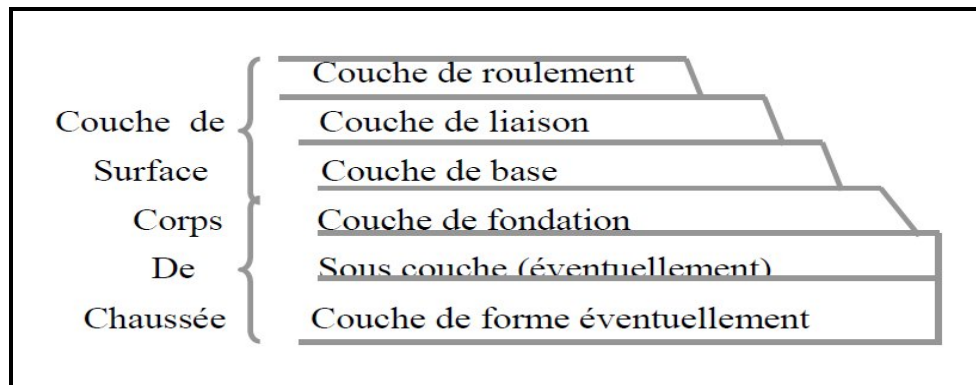 Couche de roulement
Couche de Couche de liaison
Surface Couche de base
Corps Couche de fondation
De Sous couche (éventuellement)
Chaussée Couche de forme éventuellement